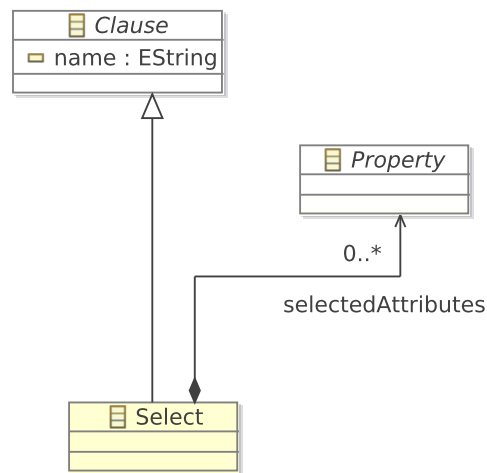 Clause
name : EString
Property
0..*
selectedAttributes
Select